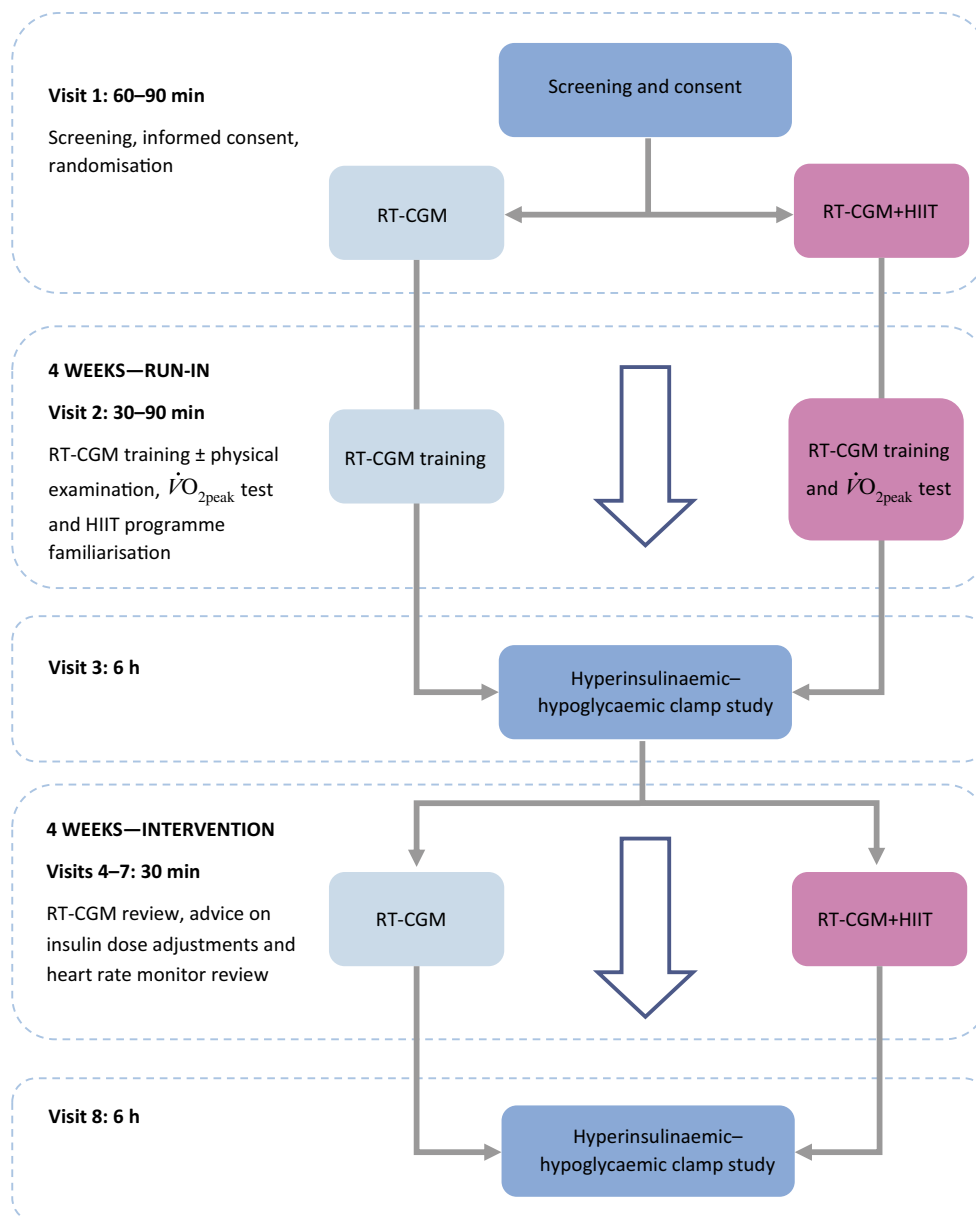 Visit 1: 60–90 min
Screening, informed consent,
randomisation
Screening and consent
RT-CGM
RT-CGM+HIIT
4 WEEKS—RUN-IN
Visit 2: 30–90 min
RT-CGM training ± physical
examination, V̇O2peak test
and HIIT programme
familiarisation
RT-CGM training
RT-CGM training
and V̇O2peak test
Visit 3: 6 h
Hyperinsulinaemic–
hypoglycaemic clamp study
4 WEEKS—INTERVENTION
Visits 4–7: 30 min
RT-CGM review, advice on
insulin dose adjustments and
heart rate monitor review
RT-CGM
RT-CGM+HIIT
Visit 8: 6 h
Hyperinsulinaemic–
hypoglycaemic clamp study